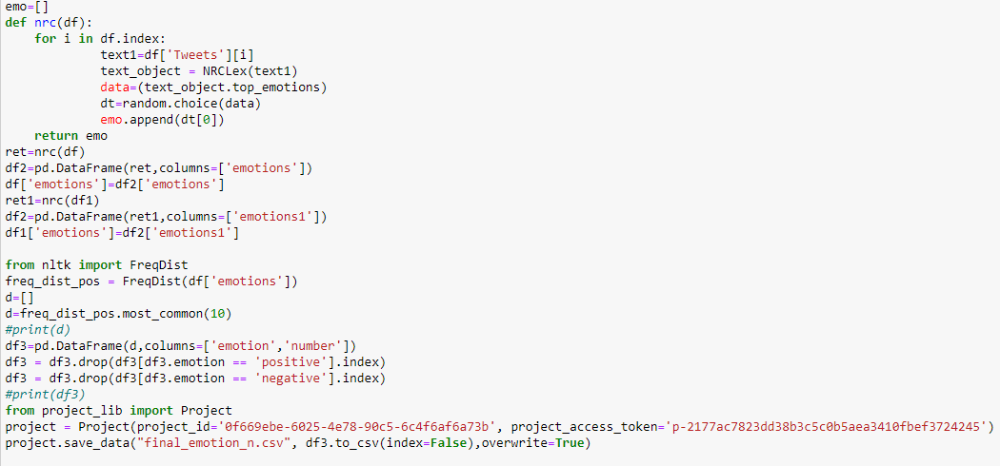 emo=[]
def nrc(df):
    for i in df.index:
            text1=df['Tweets'][i]
            text_object = NRCLex(text1)
            data=(text_object.top_emotions)
            dt=random.choice(data)
            emo.append(dt[0])
    return emo
ret=nrc(df)
df2=pd.DataFrame(ret,columns=['emotions'])
df['emotions']=df2['emotions']
ret1=nrc(df1)
df2=pd.DataFrame(ret1,columns=['emotions1'])
df1['emotions']=df2['emotions1']

from nltk import FreqDist
freq_dist_pos = FreqDist(df['emotions'])
d=[]
d=freq_dist_pos.most_common(10)
#print(d)
df3=pd.DataFrame(d,columns=['emotion','number'])
df3 = df3.drop(df3[df3.emotion == 'positive'].index)
df3 = df3.drop(df3[df3.emotion == 'negative'].index)
#print(df3)
from project_lib import Project
project = Project(project_id='0f669ebe-6025-4e78-90c5-6c4f6af6a73b', project_access_token='p-2177ac7823dd38b3c5c0b5aea3410fbef3724245')
project.save_data("final_emotion_n.csv", df3.to_csv(index=False),overwrite=True)